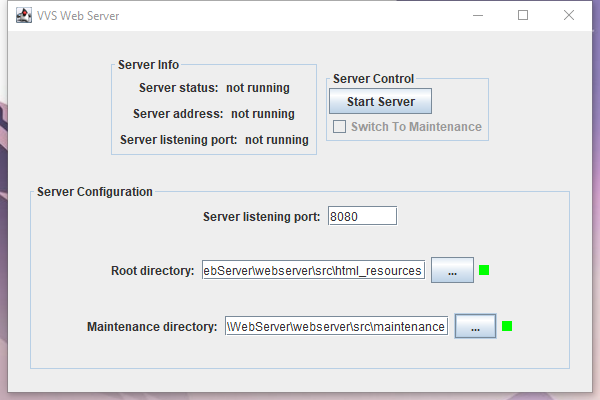 VVS Web Server
Server Info
Server status: not running
Server address: not running
Server listening port: not running
Server Control
Start Server
Switch To Maintenance
Server Configuration
Server listening port: 8080
Root directory: ebServer\webserver\src\html_resources ...
Maintenance directory: \WebServer\webserver\src\maintenance ...